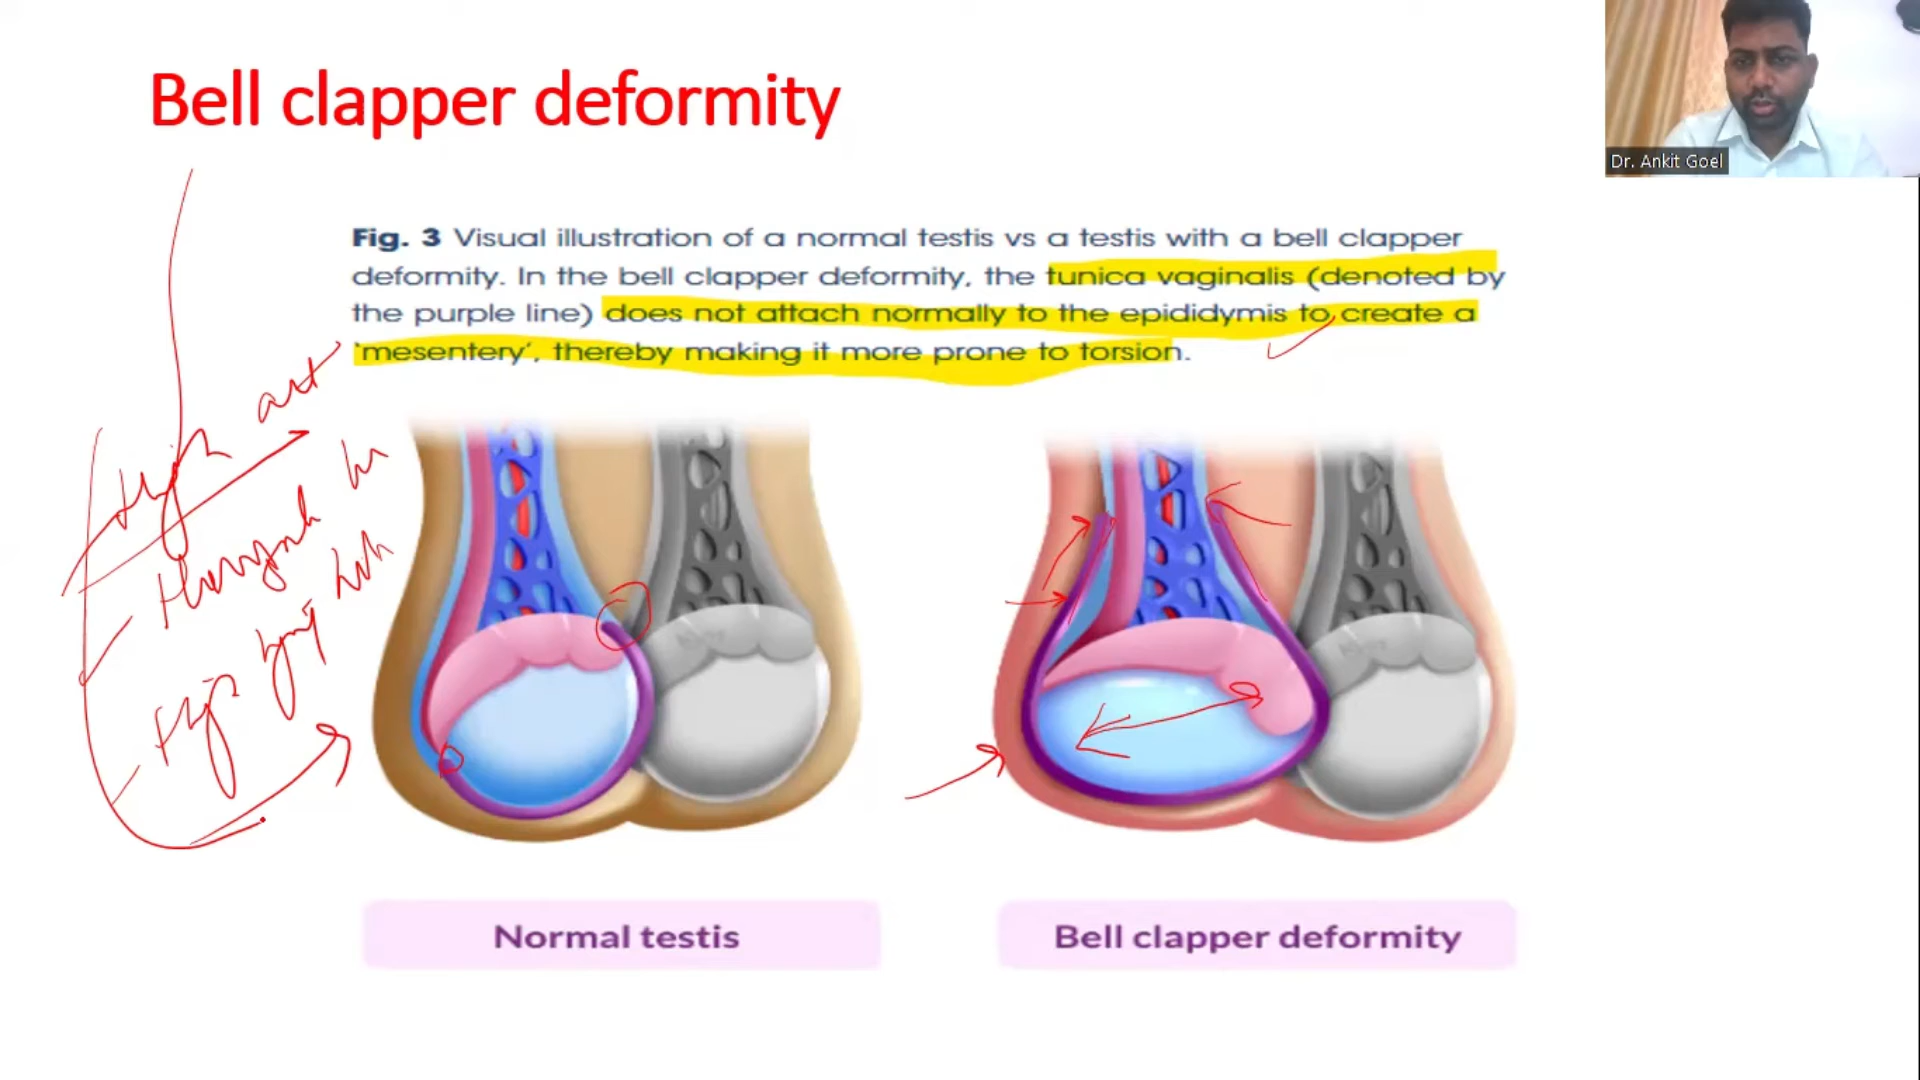 Bell clapper deformity
Dr. Ankit Goel
Fig. 3 Visual illustration of a normal testis vs a testis with a bell clapper
deformity. In the bell clapper deformity, the tunica vaginalis (denoted by
the purple line) does not attach normally to the epididymis to create a
‘mesentery’, thereby making it more prone to torsion.
Normal testis
Bell clapper deformity